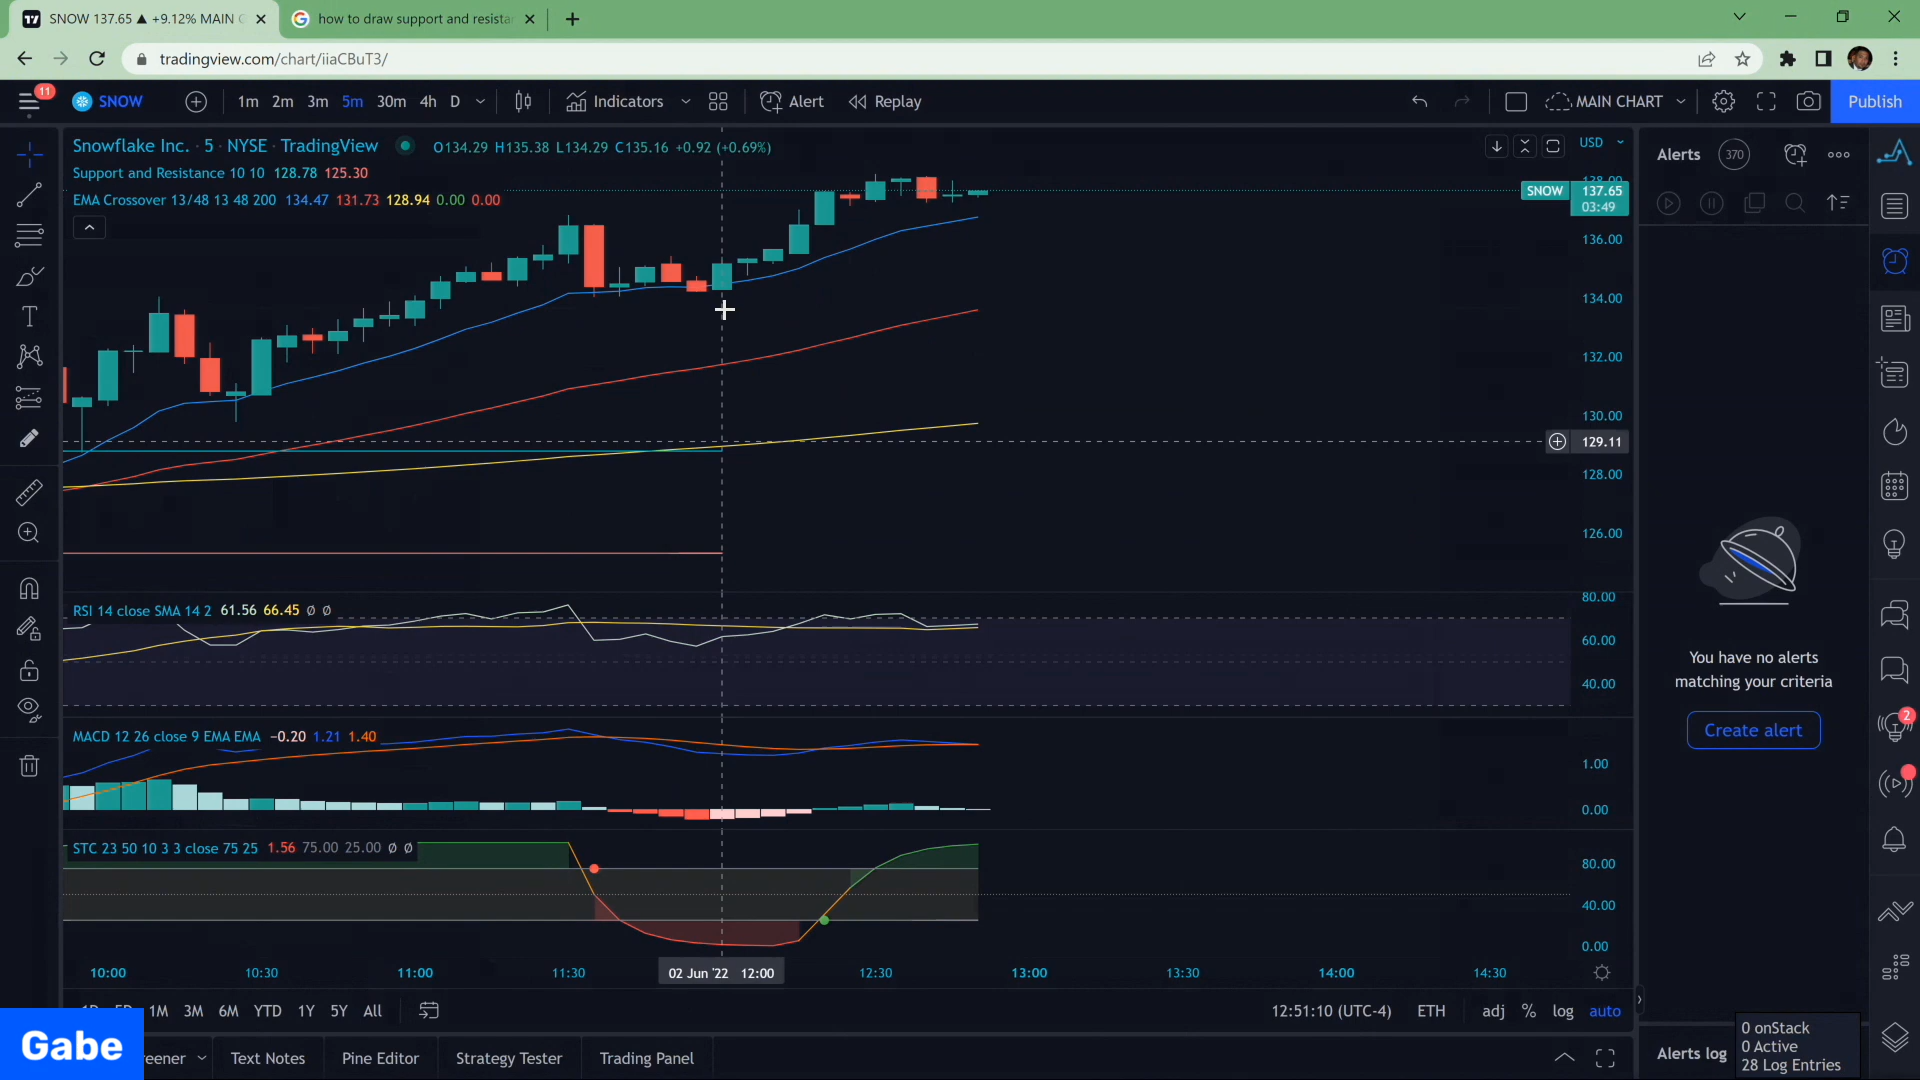 SNOW 137.65 ▲ +9.12% MAIN
how to draw support and resista
tradingview.com/chart/iiaCBuT3/
11
SNOW
1m 2m 3m 5m 30m 4h D
Indicators
Alert
Replay
MAIN CHART
Publish
Snowflake Inc. · 5 · NYSE · TradingView
O134.29 H135.38 L134.29 C135.16 +0.92 (+0.69%)
USD
Alerts 370
Support and Resistance 10 10 128.78 125.30
EMA Crossover 13/48 13 48 200 134.47 131.73 128.94 0.00 0.00
138.00
SNOW 137.65
03:49
136.00
134.00
132.00
130.00
129.11
128.00
126.00
RSI 14 close SMA 14 2 61.56 66.45 ∅ ∅
80.00
60.00
40.00
You have no alerts
matching your criteria
Create alert
2
MACD 12 26 close 9 EMA EMA −0.20 1.21 1.40
1.00
0.00
STC 23 50 10 3 3 close 75 25 1.56 75.00 25.00 ∅ ∅
80.00
40.00
0.00
10:00 10:30 11:00 11:30 02 Jun '22 12:00 12:30 13:00 13:30 14:00 14:30
1D 5D 1M 3M 6M YTD 1Y 5Y All
12:51:10 (UTC-4) ETH adj % log auto
Gabe
eener Text Notes Pine Editor Strategy Tester Trading Panel
Alerts log
0 onStack
0 Active
28 Log Entries